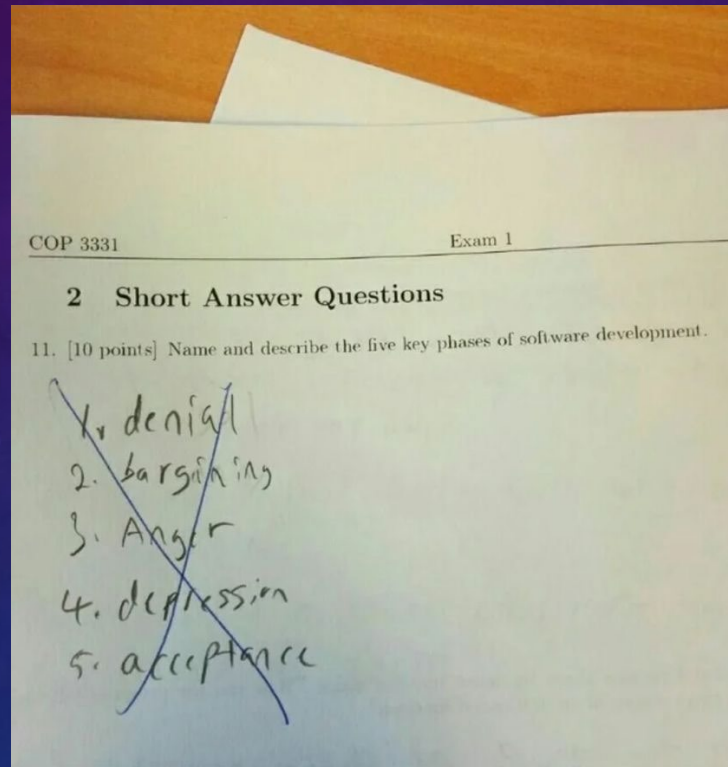 COP 3331 Exam 1
2 Short Answer Questions
11. [10 points] Name and describe the five key phases of software development.
1. denial
2. bargining
3. Anger
4. depression
5. acceptance